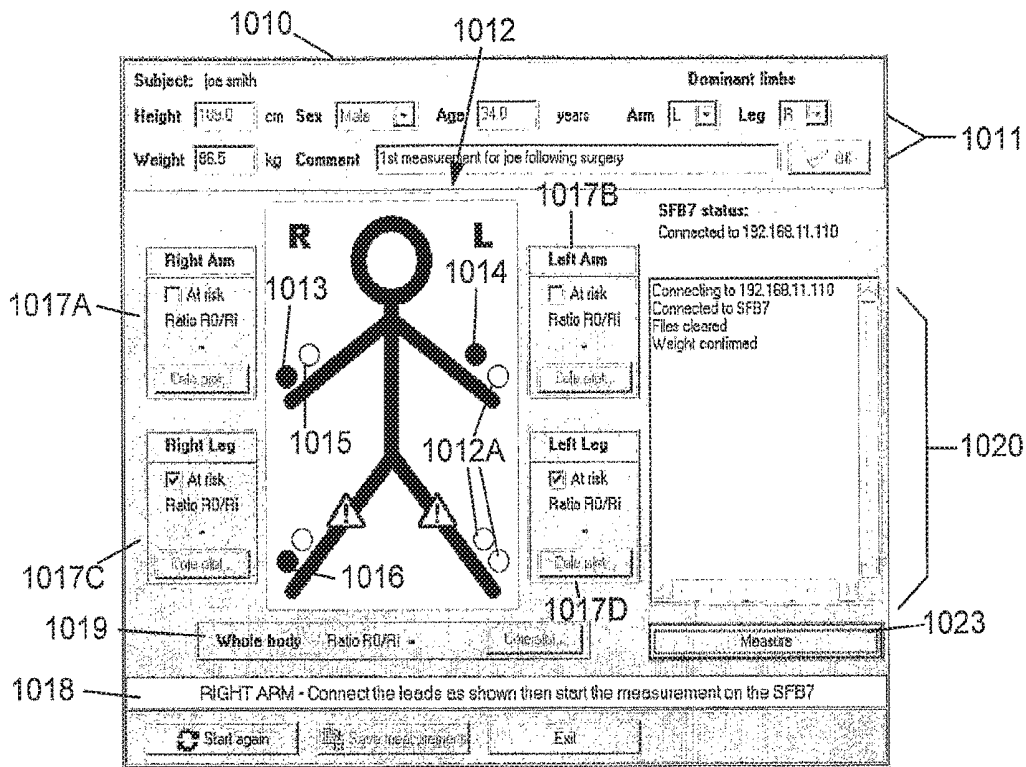 1010
1012
Subject: joe smith
Dominant limbs
Height cm Sex Male Age 34.0 years Arm L Leg R
1011
Weight 86.5 kg Comment 1st measurement for joe following surgery OK
1017B
SFB7 status:
Connected to 192.168.11.110
R L
Right Arm
Left Arm
1013
1014
1017A
At risk
Ratio R0/Ri
-
At risk
Ratio R0/Ri
-
Connecting to 192.168.11.110
Connected to SFB7
Files cleared
Weight confirmed
1015
1012A
1020
Right Leg
Left Leg
At risk
Ratio R0/Ri
-
At risk
Ratio R0/Ri
-
1017C
1016
1017D
1019
Whole body Ratio R0/Ri -
1023
Measure
1018
RIGHT ARM - Connect the leads as shown then start the measurement on the SFB7
Start again Save measurements Exit